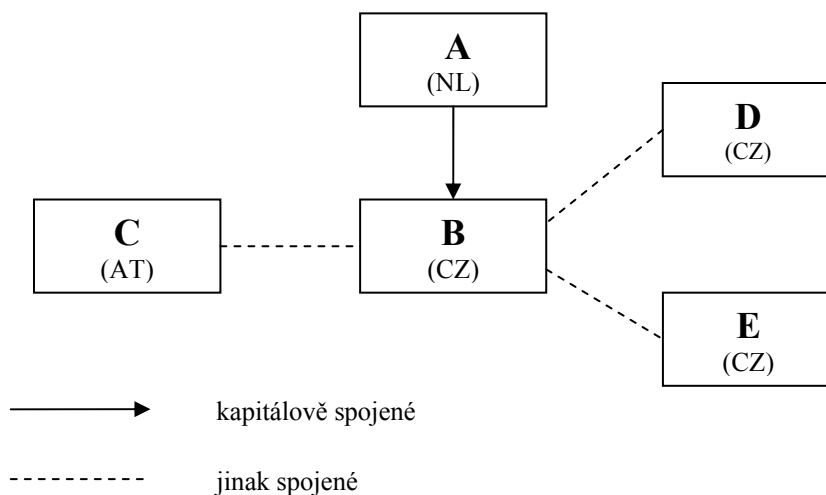 A
(NL)
D
(CZ)
C
(AT)
B
(CZ)
E
(CZ)
kapitálově spojené
jinak spojené